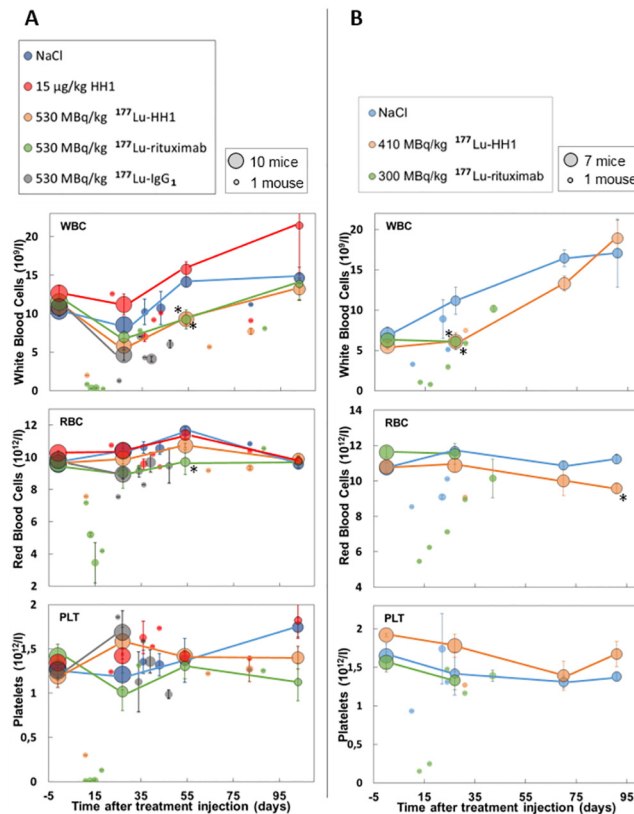 A
NaCl
15 µg/kg HH1
530 MBq/kg ¹⁷⁷Lu-HH1
530 MBq/kg ¹⁷⁷Lu-rituximab
530 MBq/kg ¹⁷⁷Lu-IgG₁
10 mice
1 mouse
WBC
White Blood Cells (10⁹/l)
20
15
10
5
0
*
*
RBC
Red Blood Cells (10¹²/l)
12
10
8
6
4
2
*
PLT
Platelets (10¹²/l)
2
1,5
1
0,5
0
-5
15
35
55
75
95
Time after treatment injection (days)
B
NaCl
410 MBq/kg ¹⁷⁷Lu-HH1
300 MBq/kg ¹⁷⁷Lu-rituximab
7 mice
1 mouse
WBC
White Blood Cells (10⁹/l)
20
15
10
5
0
*
*
RBC
Red Blood Cells (10¹²/l)
14
12
10
8
6
4
*
PLT
Platelets (10¹²/l)
2
1,5
1
0,5
0
-5
15
35
55
75
95
Time after treatment injection (days)